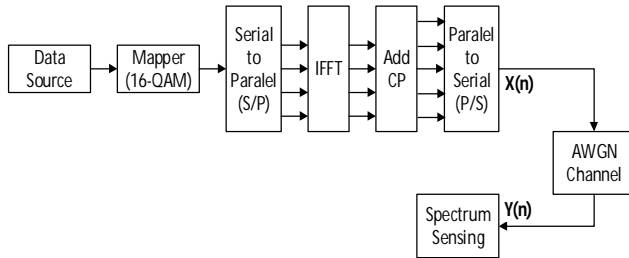 Data
Source
Mapper
(16-QAM)
Serial
to
Paralel
(S/P)
IFFT
Add
CP
Paralel
to
Serial
(P/S)
X(n)
AWGN
Channel
Y(n)
Spectrum
Sensing